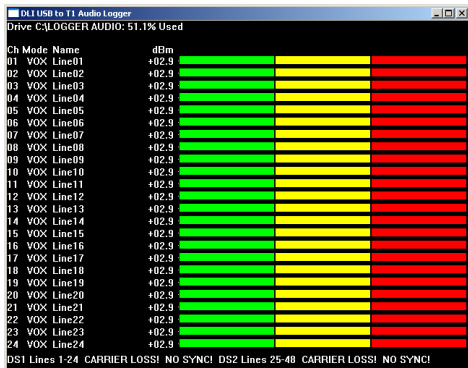 DLI USB to T1 Audio Logger
Drive C:\LOGGER AUDIO: 51.1% Used
Ch Mode Name dBm
01 VOX Line01 +02.9
02 VOX Line02 +02.9
03 VOX Line03 +02.9
04 VOX Line04 +02.9
05 VOX Line05 +02.9
06 VOX Line06 +02.9
07 VOX Line07 +02.9
08 VOX Line08 +02.9
09 VOX Line09 +02.9
10 VOX Line10 +02.9
11 VOX Line11 +02.9
12 VOX Line12 +02.9
13 VOX Line13 +02.9
14 VOX Line14 +02.9
15 VOX Line15 +02.9
16 VOX Line16 +02.9
17 VOX Line17 +02.9
18 VOX Line18 +02.9
19 VOX Line19 +02.9
20 VOX Line20 +02.9
21 VOX Line21 +02.9
22 VOX Line22 +02.9
23 VOX Line23 +02.9
24 VOX Line24 +02.9
DS1 Lines 1-24 CARRIER LOSS! NO SYNC! DS2 Lines 25-48 CARRIER LOSS! NO SYNC!